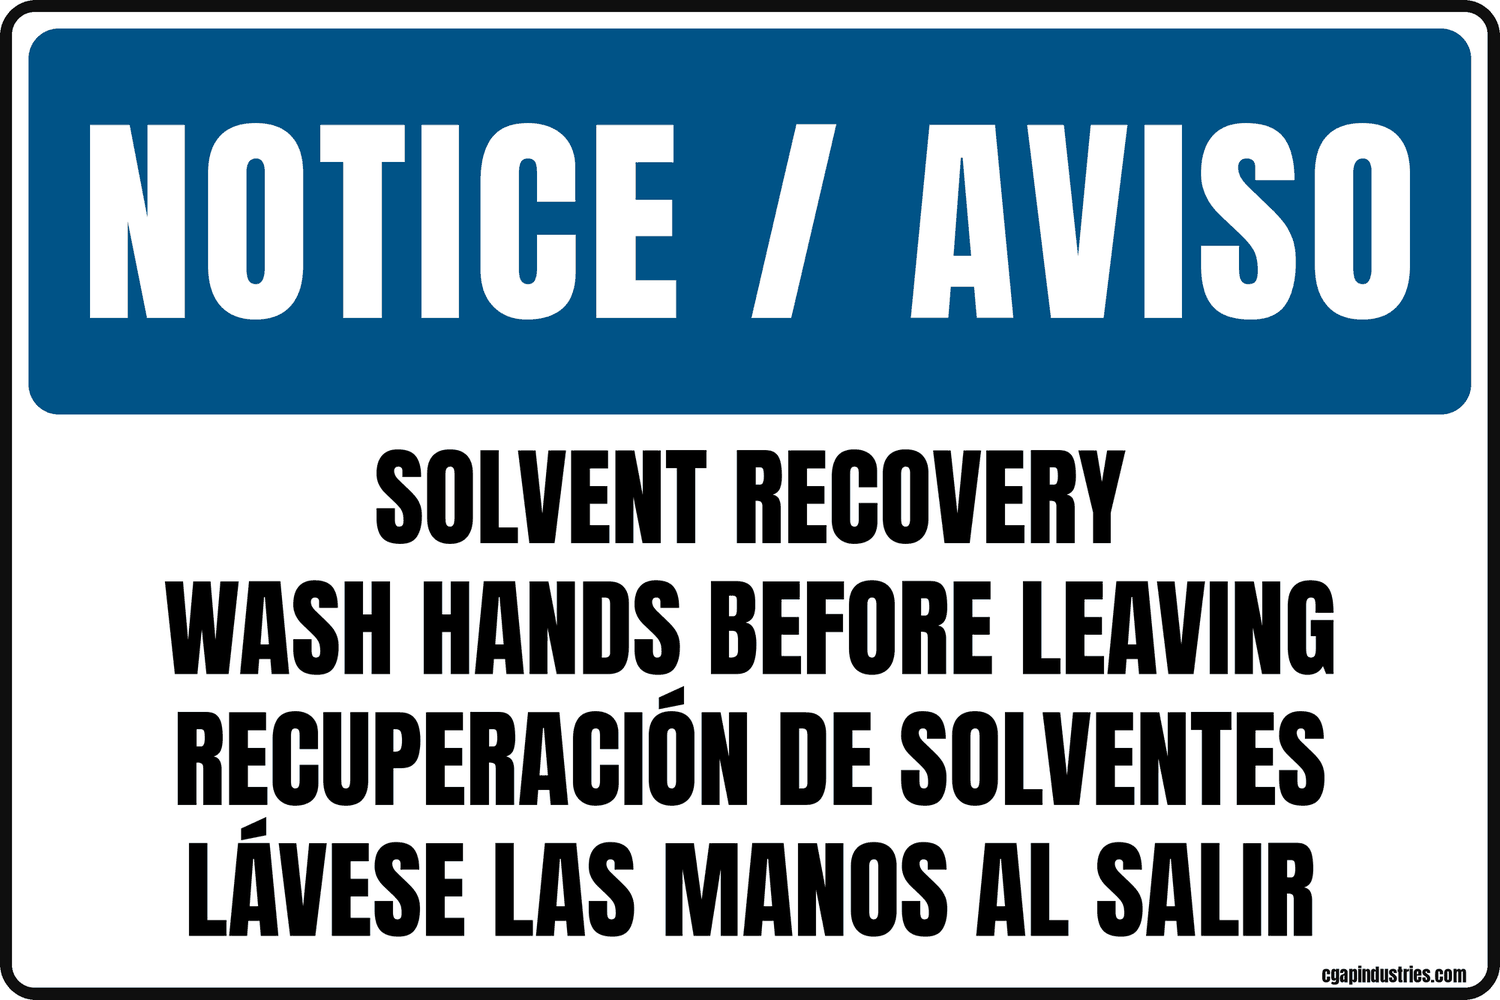 NOTICE / AVISO
SOLVENT RECOVERY
WASH HANDS BEFORE LEAVING
RECUPERACIÓN DE SOLVENTES
LÁVESE LAS MANOS AL SALIR
cgapindustries.com